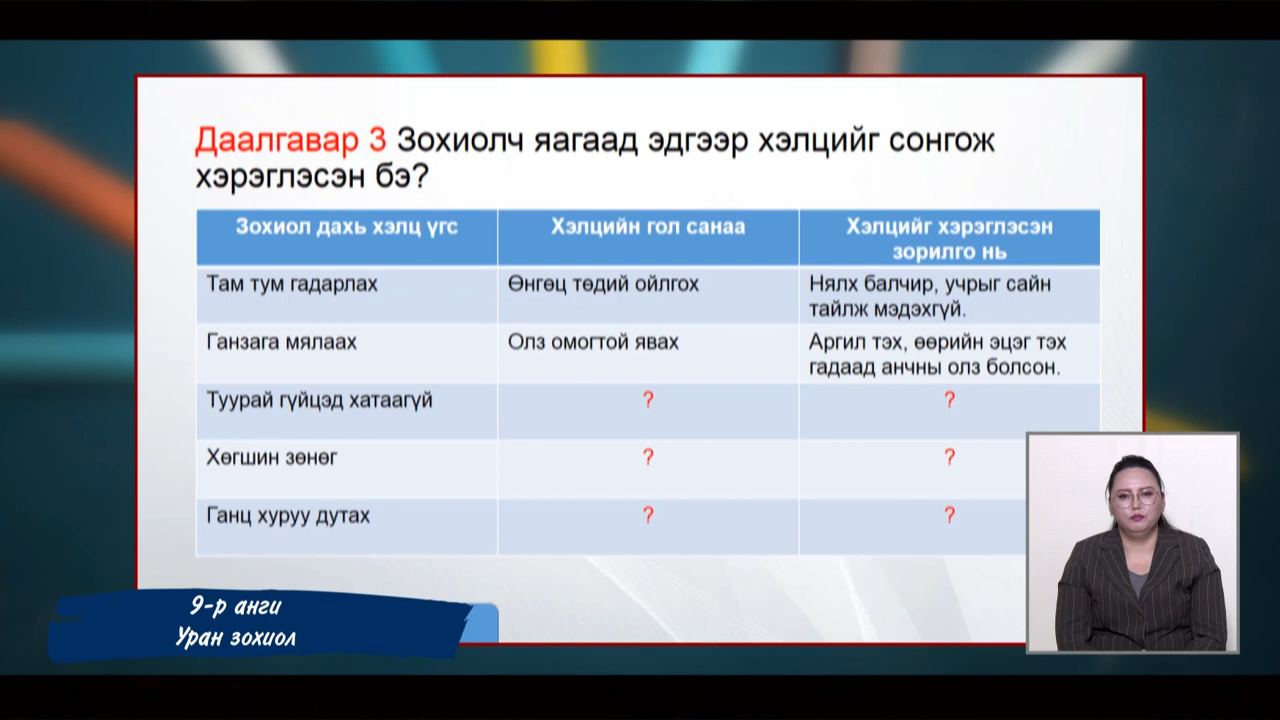 Даалгавар 3 Зохиолч яагаад эдгээр хэлцийг сонгож
хэрэглэсэн бэ?
Зохиол дахь хэлц үгс
Хэлцийн гол санаа
Хэлцийг хэрэглэсэн
зорилго нь
Там тум гадарлах
Өнгөц төдий ойлгох
Нялх балчир, учрыг сайн
тайлж мэдэхгүй.
Ганзага мялаах
Олз омогтой явах
Аргил тэх, өөрийн эцэг тэх
гадаад анчны олз болсон.
Туурай гүйцэд хатаагүй
?
?
Хөгшин зөнөг
?
?
Ганц хуруу дутах
?
?
9-р анги
Уран зохиол